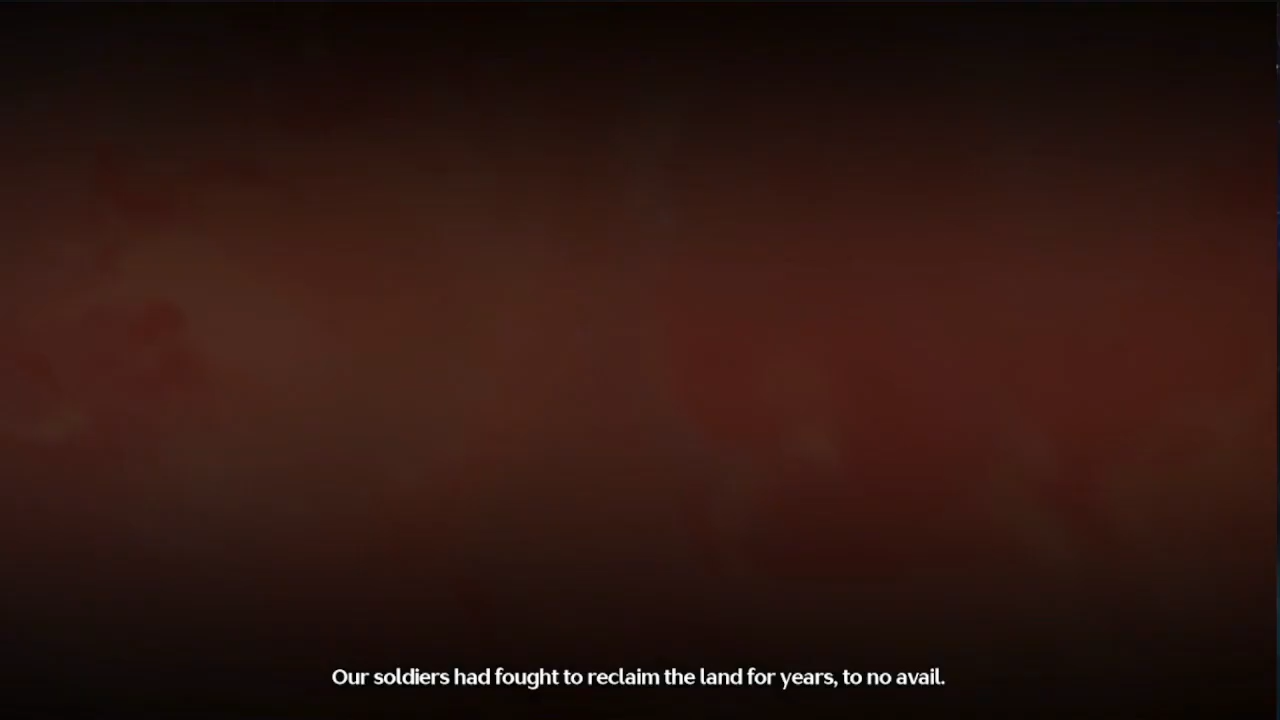 Our soldiers had fought to reclaim the land for years, to no avail.